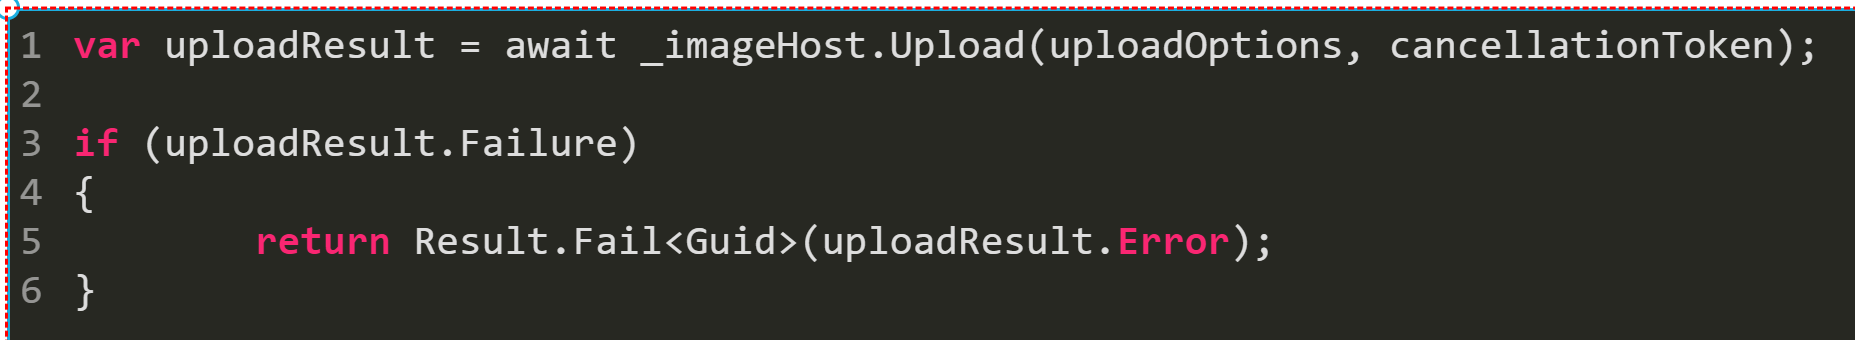 1 var uploadResult = await _imageHost.Upload(uploadOptions, cancellationToken);
2
3 if (uploadResult.Failure)
4 {
5         return Result.Fail<Guid>(uploadResult.Error);
6 }